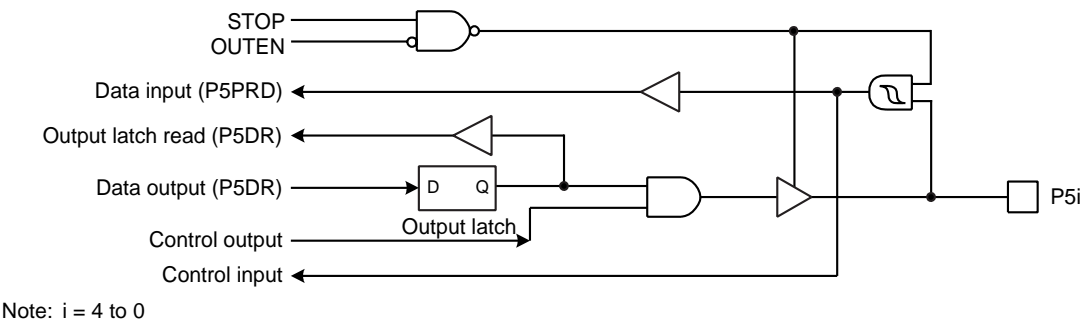 STOP
OUTEN
Data input (P5PRD)
Output latch read (P5DR)
Data output (P5DR)
D Q
P5i
Output latch
Control output
Control input
Note: i = 4 to 0